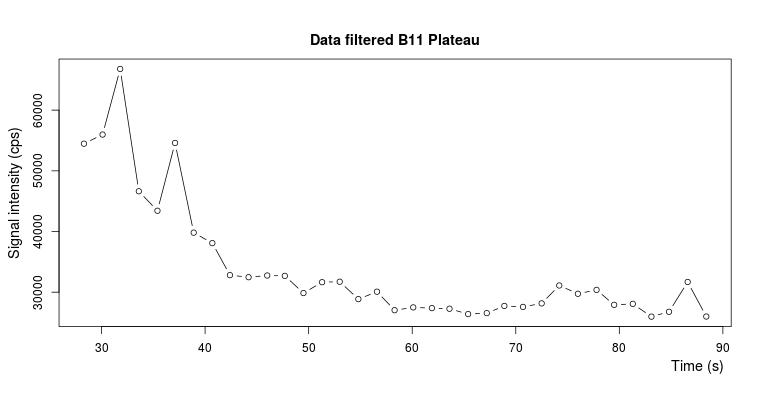 Data filtered B11 Plateau
Signal intensity (cps)
60000
50000
40000
30000
30 40 50 60 70 80 90
Time (s)